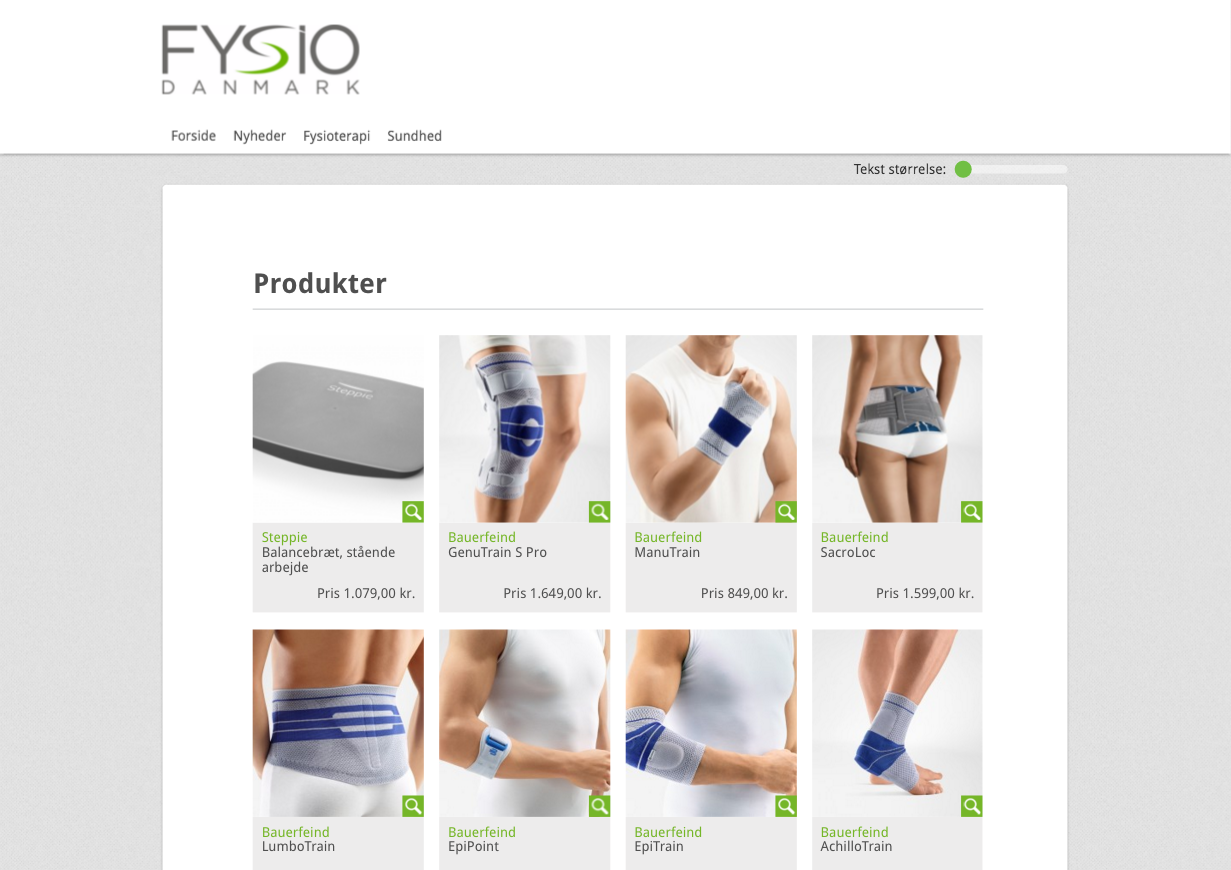 FYSIO
DANMARK
Forside Nyheder Fysioterapi Sundhed
Tekst størrelse:
Produkter
Steppie
Steppie
Balancebræt, stående
arbejde
Pris 1.079,00 kr.
Bauerfeind
GenuTrain S Pro
Pris 1.649,00 kr.
Bauerfeind
ManuTrain
Pris 849,00 kr.
Bauerfeind
SacroLoc
Pris 1.599,00 kr.
Bauerfeind
LumboTrain
Bauerfeind
EpiPoint
Bauerfeind
EpiTrain
Bauerfeind
AchilloTrain